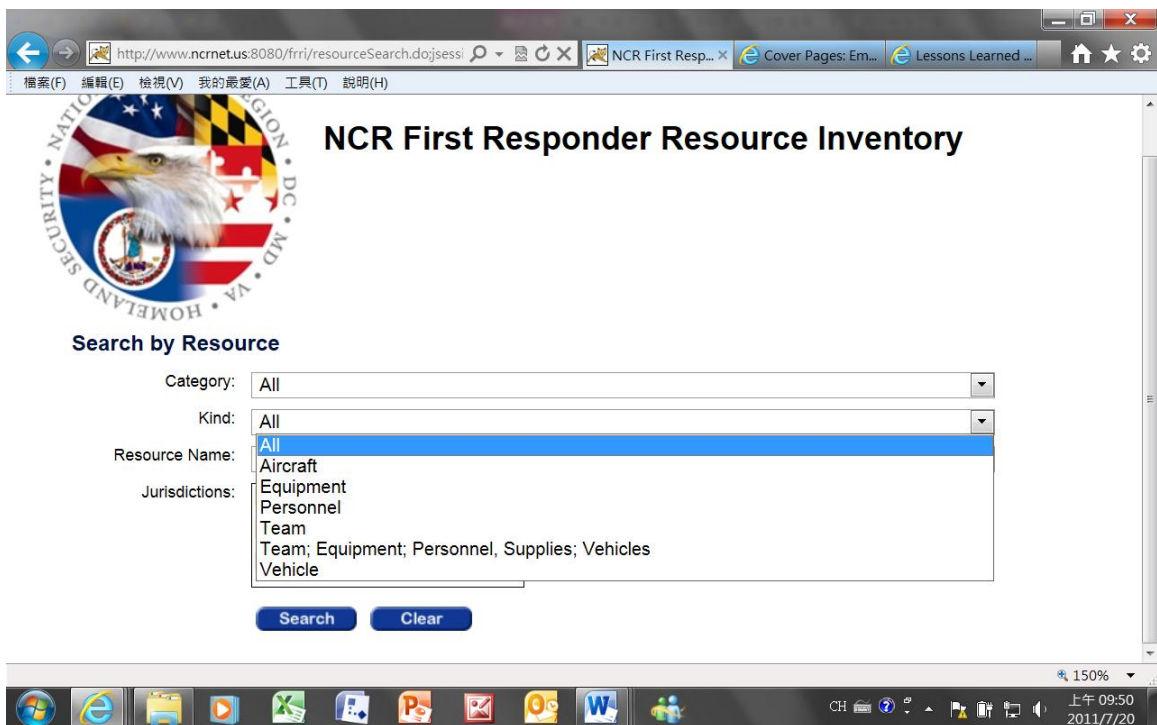 http://www.ncrnet.us:8080/frri/resourceSearch.do;jsessi
NCR First Resp...
Cover Pages: Em...
Lessons Learned ...
檔案(F) 編輯(E) 檢視(V) 我的最愛(A) 工具(T) 說明(H)
HOMELAND SECURITY • NATIONAL REGION • DC • MD • VA •
NCR First Responder Resource Inventory
Search by Resource
Category: All
Kind: All
All
Resource Name:
Aircraft
Jurisdictions:
Equipment
Personnel
Team
Team; Equipment; Personnel, Supplies; Vehicles
Vehicle
Search Clear
150%
CH
上午 09:50
2011/7/20